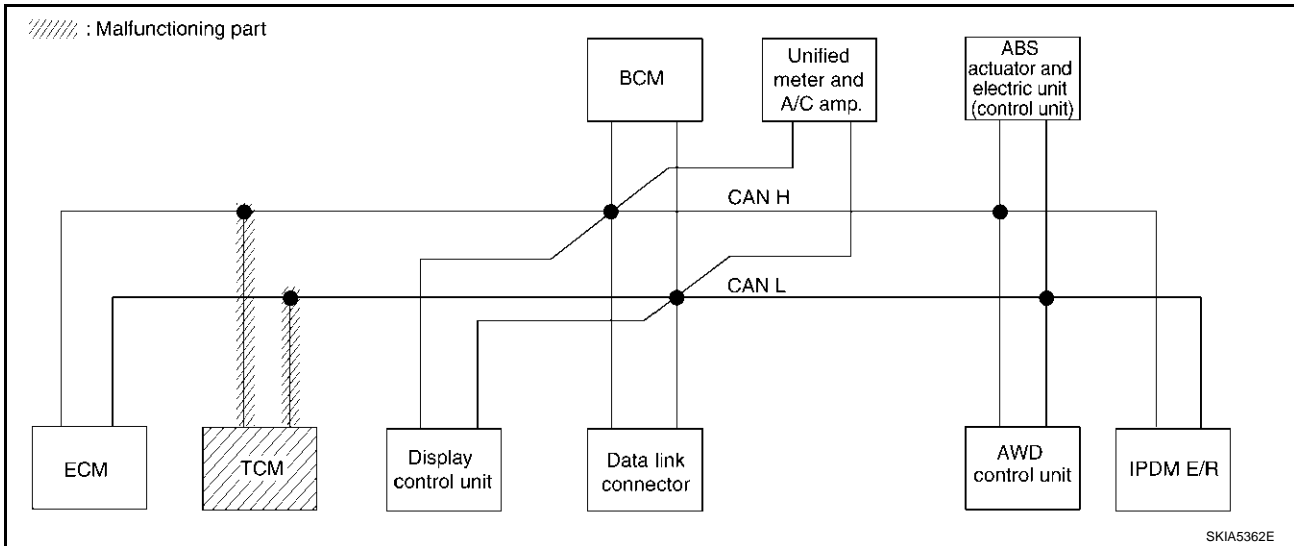 : Malfunctioning part
BCM
Unified
meter and
A/C amp.
ABS
actuator and
electric unit
(control unit)
CAN H
CAN L
ECM
TCM
Display
control unit
Data link
connector
AWD
control unit
IPDM E/R
SKIA5362E